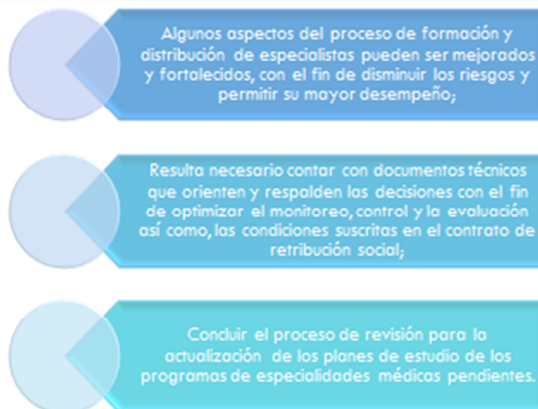 Algunos aspectos del proceso de formación y
distribución de especialistas pueden ser mejorados
y fortalecidos, con el fin de disminuir los riesgos y
permitir su mayor desempeño;
Resulta necesario contar con documentos técnicos
que orienten y respalden las decisiones con el fin
de optimizar el monitoreo, control y la evaluación
así como, las condiciones suscritas en el contrato de
retribución social;
Concluir el proceso de revisión para la
actualización de los planes de estudio de los
programas de especialidades médicas pendientes.